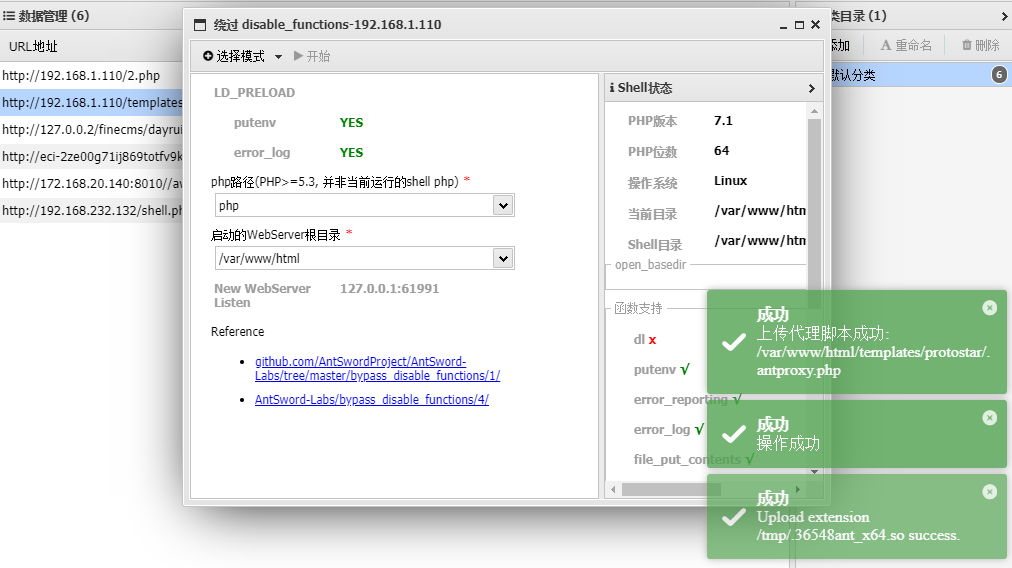 数据管理 (6)
URL地址
http://192.168.1.110/2.php
http://192.168.1.110/templates
http://127.0.0.2/finecms/dayrui
http://eci-2ze00g71ij869totfv9k
http://172.168.20.140:8010//aw
http://192.168.232.132/shell.ph
绕过 disable_functions-192.168.1.110
选择模式
开始
LD_PRELOAD
putenv YES
error_log YES
php路径(PHP>=5.3, 并非当前运行的shell php) *
php
启动的WebServer根目录 *
/var/www/html
New WebServer Listen 127.0.0.1:61991
Reference
github.com/AntSwordProject/AntSword-
Labs/tree/master/bypass_disable_functions/1/
AntSword-Labs/bypass_disable_functions/4/
Shell状态
PHP版本 7.1
PHP位数 64
操作系统 Linux
当前目录 /var/www/htm
Shell目录 /var/www/htm
open_basedir
函数支持
dl x
putenv √
error_reporting √
error_log √
file_put_contents √
类目录 (1)
添加
重命名
删除
默认分类
6
成功
上传代理脚本成功:
/var/www/html/templates/protostar/.
antproxy.php
成功
操作成功
成功
Upload extension
/tmp/.36548ant_x64.so success.